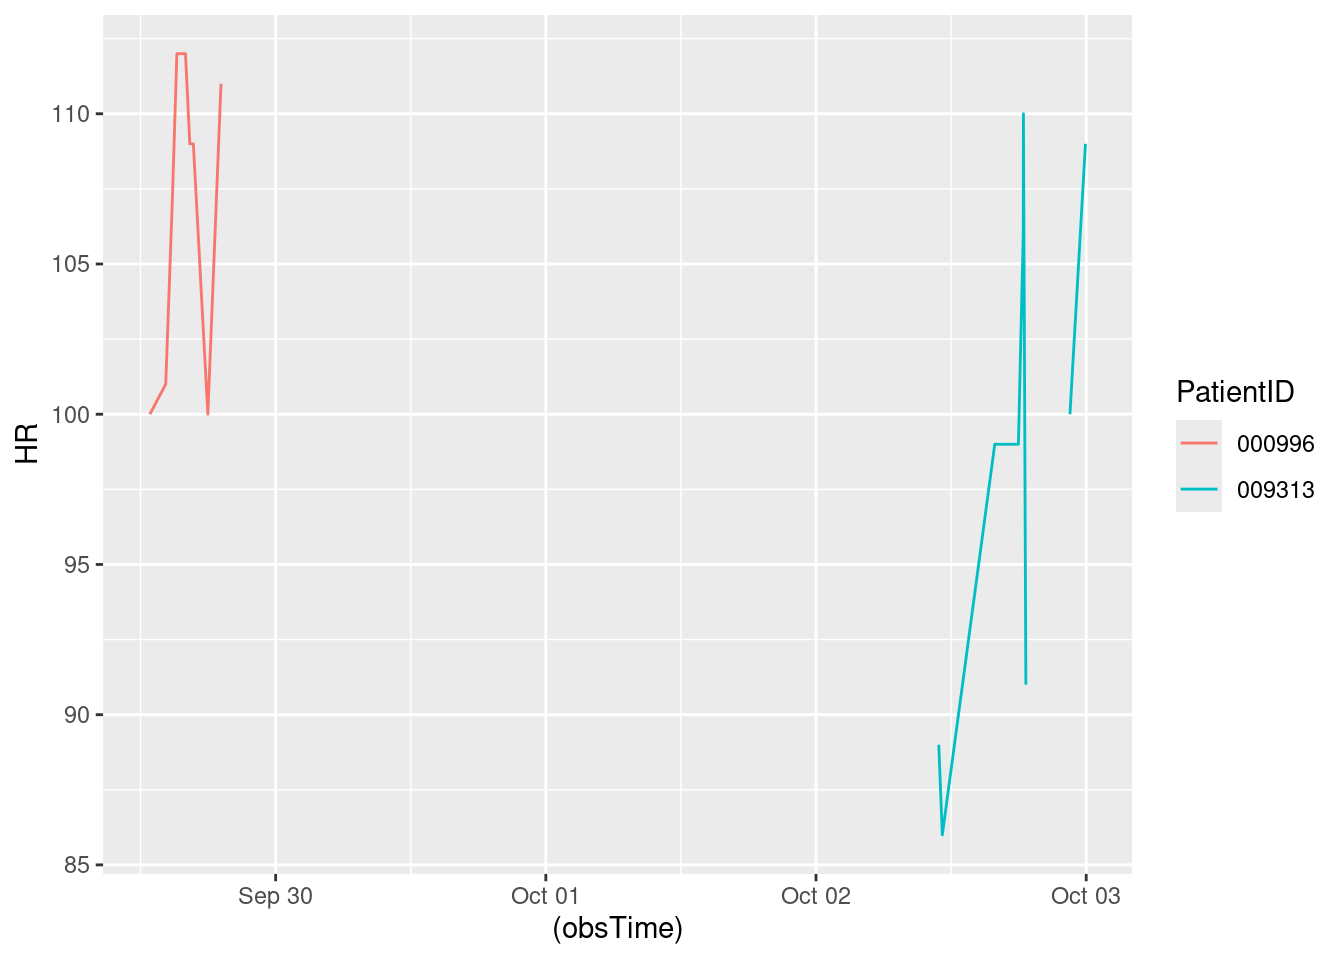 HR
110
105
100
95
90
85
Sep 30
Oct 01
Oct 02
Oct 03
(obsTime)
PatientID
000996
009313